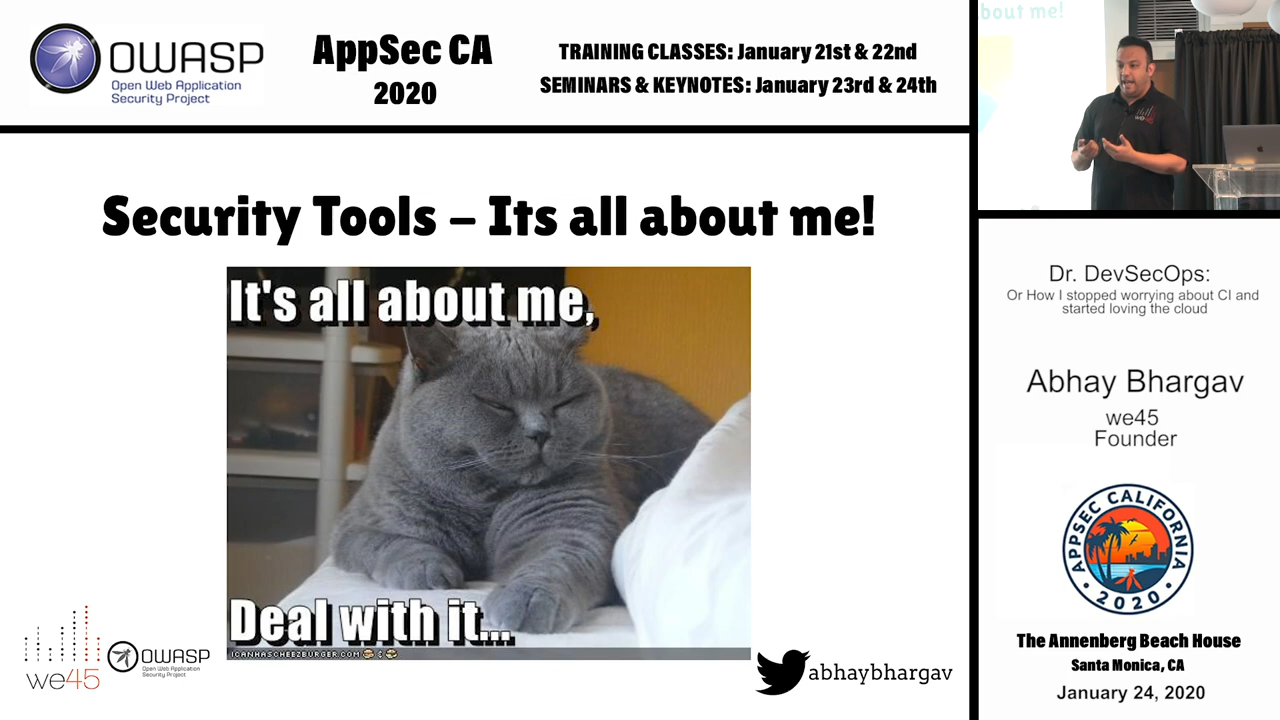 OWASP
Open Web Application
Security Project
AppSec CA
2020
TRAINING CLASSES: January 21st & 22nd
SEMINARS & KEYNOTES: January 23rd & 24th
bout me!
we45
Security Tools – Its all about me!
It's all about me,
Deal with it...
ICANHASCHEEZBURGER.COM
we45
OWASP
Open Web Application
Security Project
abhaybhargav
Dr. DevSecOps:
Or How I stopped worrying about CI and
started loving the cloud
Abhay Bhargav
we45
Founder
APPSEC CALIFORNIA
2020
The Annenberg Beach House
Santa Monica, CA
January 24, 2020